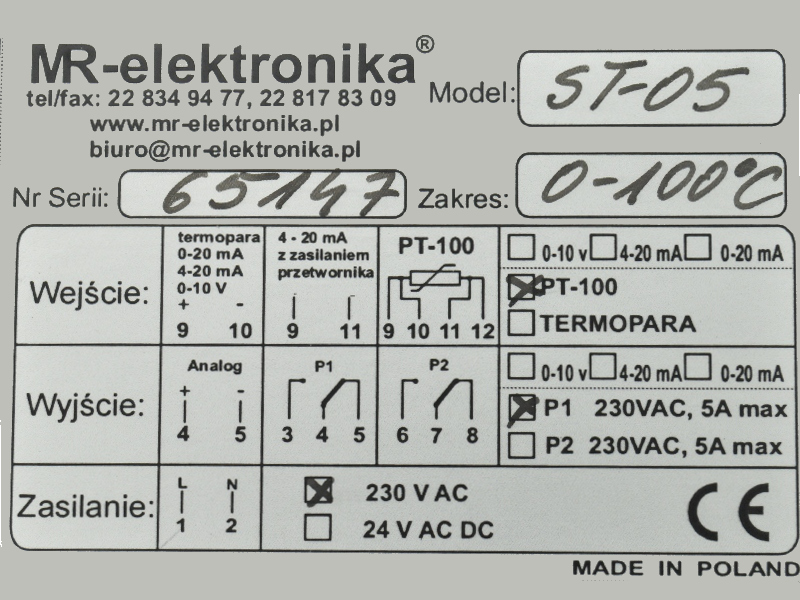 MR-elektronika®
tel/fax: 22 834 94 77, 22 817 83 09
www.mr-elektronika.pl
biuro@mr-elektronika.pl
Model: ST-05
Nr Serii: 65147
Zakres: 0-100°C
Wejście:
termopara
0-20 mA
4-20 mA
0-10 V
+ -
9 10
4 - 20 mA
z zasilaniem
przetwornika
9 11
PT-100
9 10 11 12
0-10 v 4-20 mA 0-20 mA
PT-100
TERMOPARA
Wyjście:
Analog
+ -
4 5
P1
3 4 5
P2
6 7 8
0-10 v 4-20 mA 0-20 mA
P1 230VAC, 5A max
P2 230VAC, 5A max
Zasilanie:
L N
1 2
230 V AC
24 V AC DC
CE
MADE IN POLAND